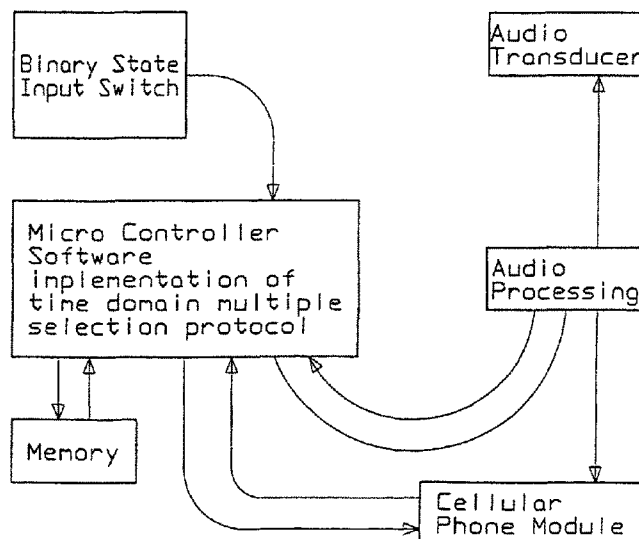 Binary State
Input Switch
Audio
Transducer
Micro Controller
Software
implementation of
time domain multiple
selection protocol
Audio
Processing
Memory
Cellular
Phone Module